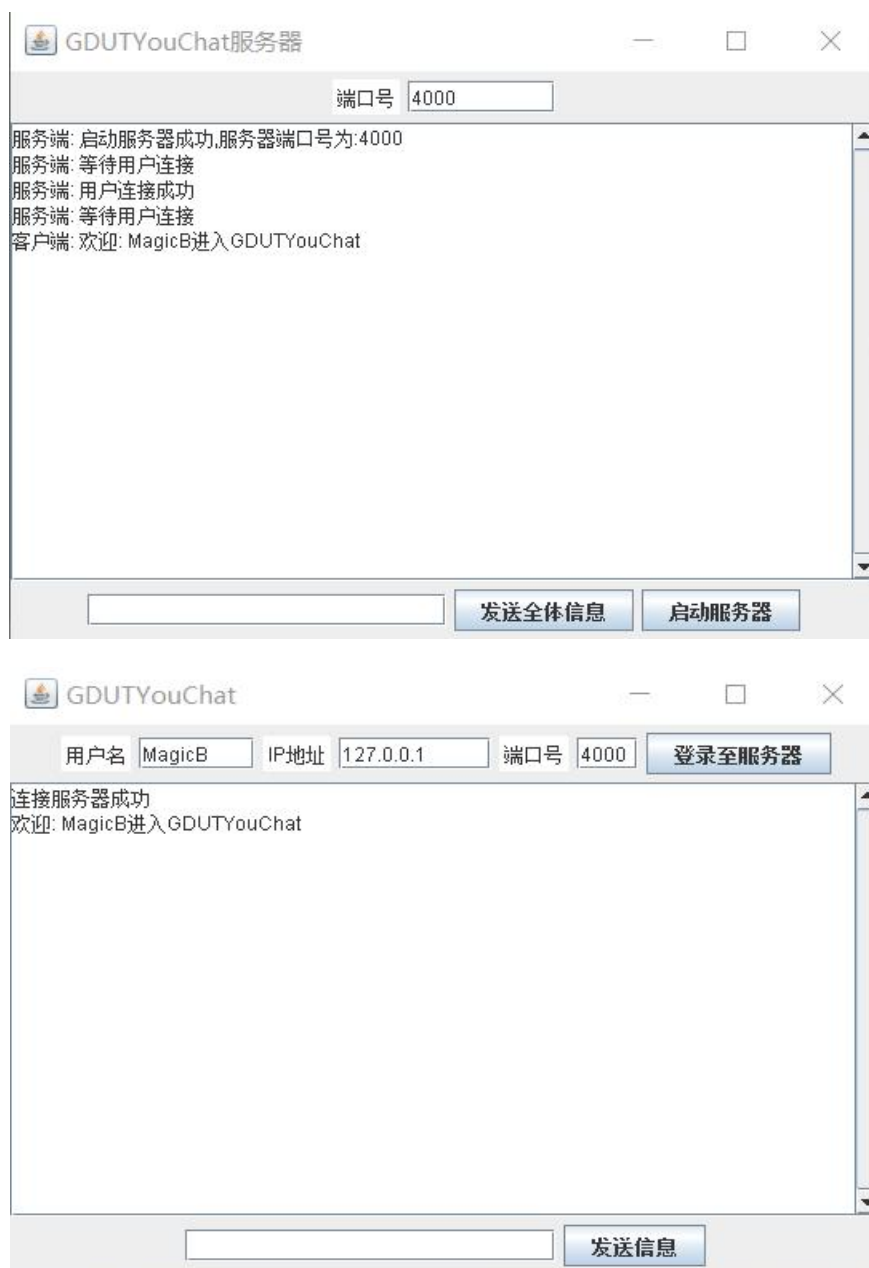 GDUTYouChat服务器
端口号 4000
服务端: 启动服务器成功,服务器端口号为:4000
服务端: 等待用户连接
服务端: 用户连接成功
服务端: 等待用户连接
客户端: 欢迎: MagicB进入GDUTYouChat
发送全体信息 启动服务器
GDUTYouChat
用户名 MagicB IP地址 127.0.0.1 端口号 4000 登录至服务器
连接服务器成功
欢迎: MagicB进入GDUTYouChat
发送信息